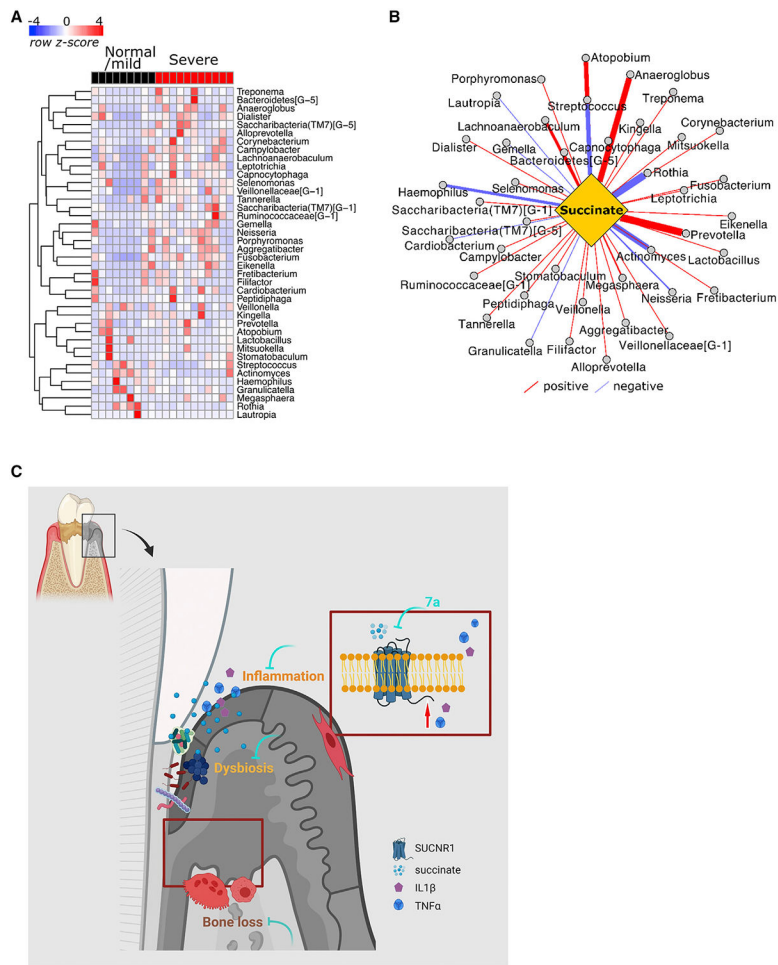 A
-4 0 4
row z-score
Normal
/mild
Severe
Treponema
Bacteroidetes[G-5]
Anaeroglobus
Dialister
Saccharibacteria(TM7)[G-5]
Alloprevotella
Corynebacterium
Campylobacter
Lachnoanaerobaculum
Leptotrichia
Capnocytophaga
Selenomonas
Veillonellaceae[G-1]
Tannerella
Saccharibacteria(TM7)[G-1]
Ruminococcaceae[G-1]
Gemella
Neisseria
Porphyromonas
Aggregatibacter
Fusobacterium
Eikenella
Fretibacterium
Filifactor
Cardiobacterium
Peptidiphaga
Veillonella
Kingella
Prevotella
Atopobium
Lactobacillus
Mitsuokella
Stomatobaculum
Streptococcus
Actinomyces
Haemophilus
Granulicatella
Megasphaera
Rothia
Lautropia
B
Atopobium
Porphyromonas
Anaeroglobus
Treponema
Lautropia
Streptococcus
Lachnoanaerobaculum
Kingella
Corynebacterium
Dialister
Gemella
Capnocytophaga
Mitsuokella
Bacteroidetes[G-5]
Rothia
Haemophilus
Selenomonas
Fusobacterium
Leptotrichia
Saccharibacteria(TM7)[G-1]
Succinate
Eikenella
Saccharibacteria(TM7)[G-5]
Prevotella
Cardiobacterium
Campylobacter
Actinomyces
Lactobacillus
Stomatobaculum
Ruminococcaceae[G-1]
Megasphaera
Neisseria
Fretibacterium
Peptidiphaga
Veillonella
Tannerella
Aggregatibacter
Granulicatella
Filifactor
Veillonellaceae[G-1]
Alloprevotella
positive
negative
C
7a
Inflammation
Dysbiosis
Bone loss
SUCNR1
succinate
IL1β
TNFα